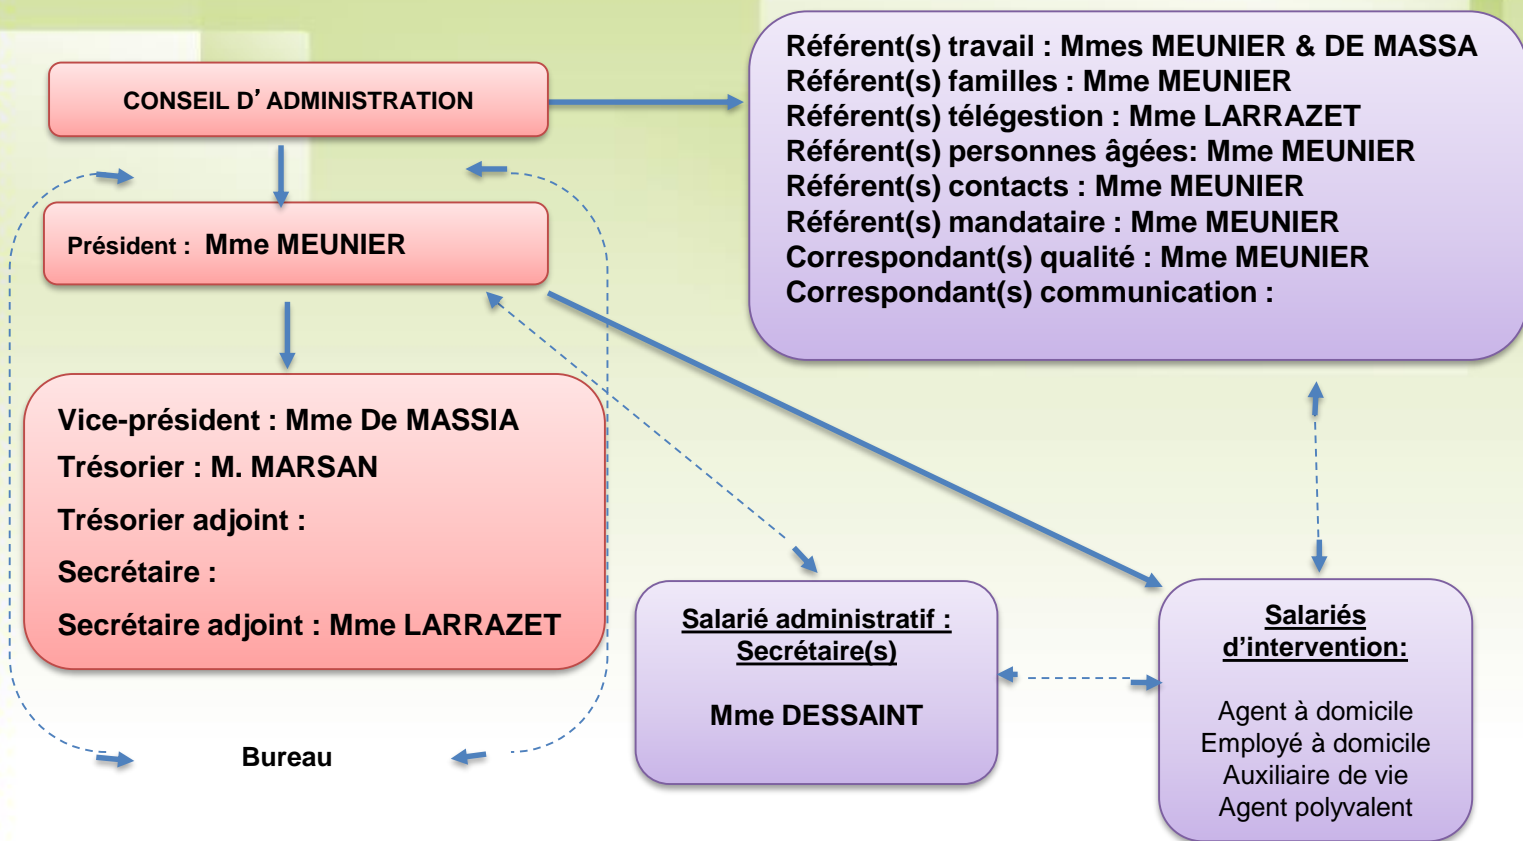 CONSEIL D’ ADMINISTRATION
Président : Mme MEUNIER
Vice-président : Mme De MASSIA
Trésorier : M. MARSAN
Trésorier adjoint :
Secrétaire :
Secrétaire adjoint : Mme LARRAZET
Bureau
Référent(s) travail : Mmes MEUNIER & DE MASSA
Référent(s) familles : Mme MEUNIER
Référent(s) télégestion : Mme LARRAZET
Référent(s) personnes âgées: Mme MEUNIER
Référent(s) contacts : Mme MEUNIER
Référent(s) mandataire : Mme MEUNIER
Correspondant(s) qualité : Mme MEUNIER
Correspondant(s) communication :
Salarié administratif :
Secrétaire(s)
Mme DESSAINT
Salariés
d’intervention:
Agent à domicile
Employé à domicile
Auxiliaire de vie
Agent polyvalent